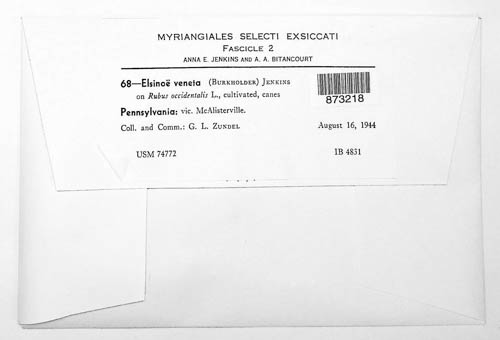 MYRIANGIALES SELECTI EXSICCATI
FASCICLE 2
ANNA E. JENKINS AND A. A. BITANCOURT
68—Elsinoë veneta (BURKHOLDER) JENKINS
on Rubus occidentalis L., cultivated, canes
873218
Pennsylvania: vic. McAlisterville.
Coll. and Comm.: G. L. ZUNDEL August 16, 1944
USM 74772 IB 4831